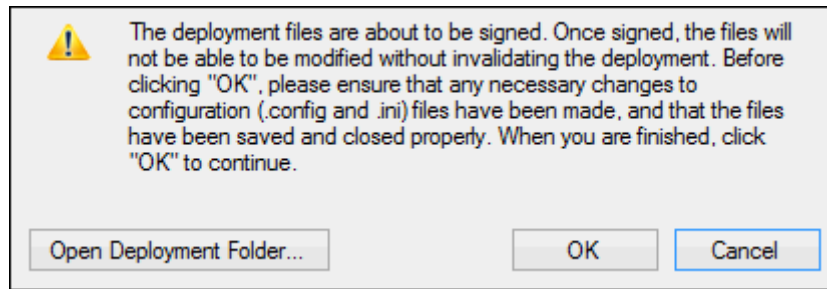 The deployment files are about to be signed. Once signed, the files will
not be able to be modified without invalidating the deployment. Before
clicking "OK", please ensure that any necessary changes to
configuration (.config and .ini) files have been made, and that the files
have been saved and closed properly. When you are finished, click
"OK" to continue.
Open Deployment Folder...
OK
Cancel